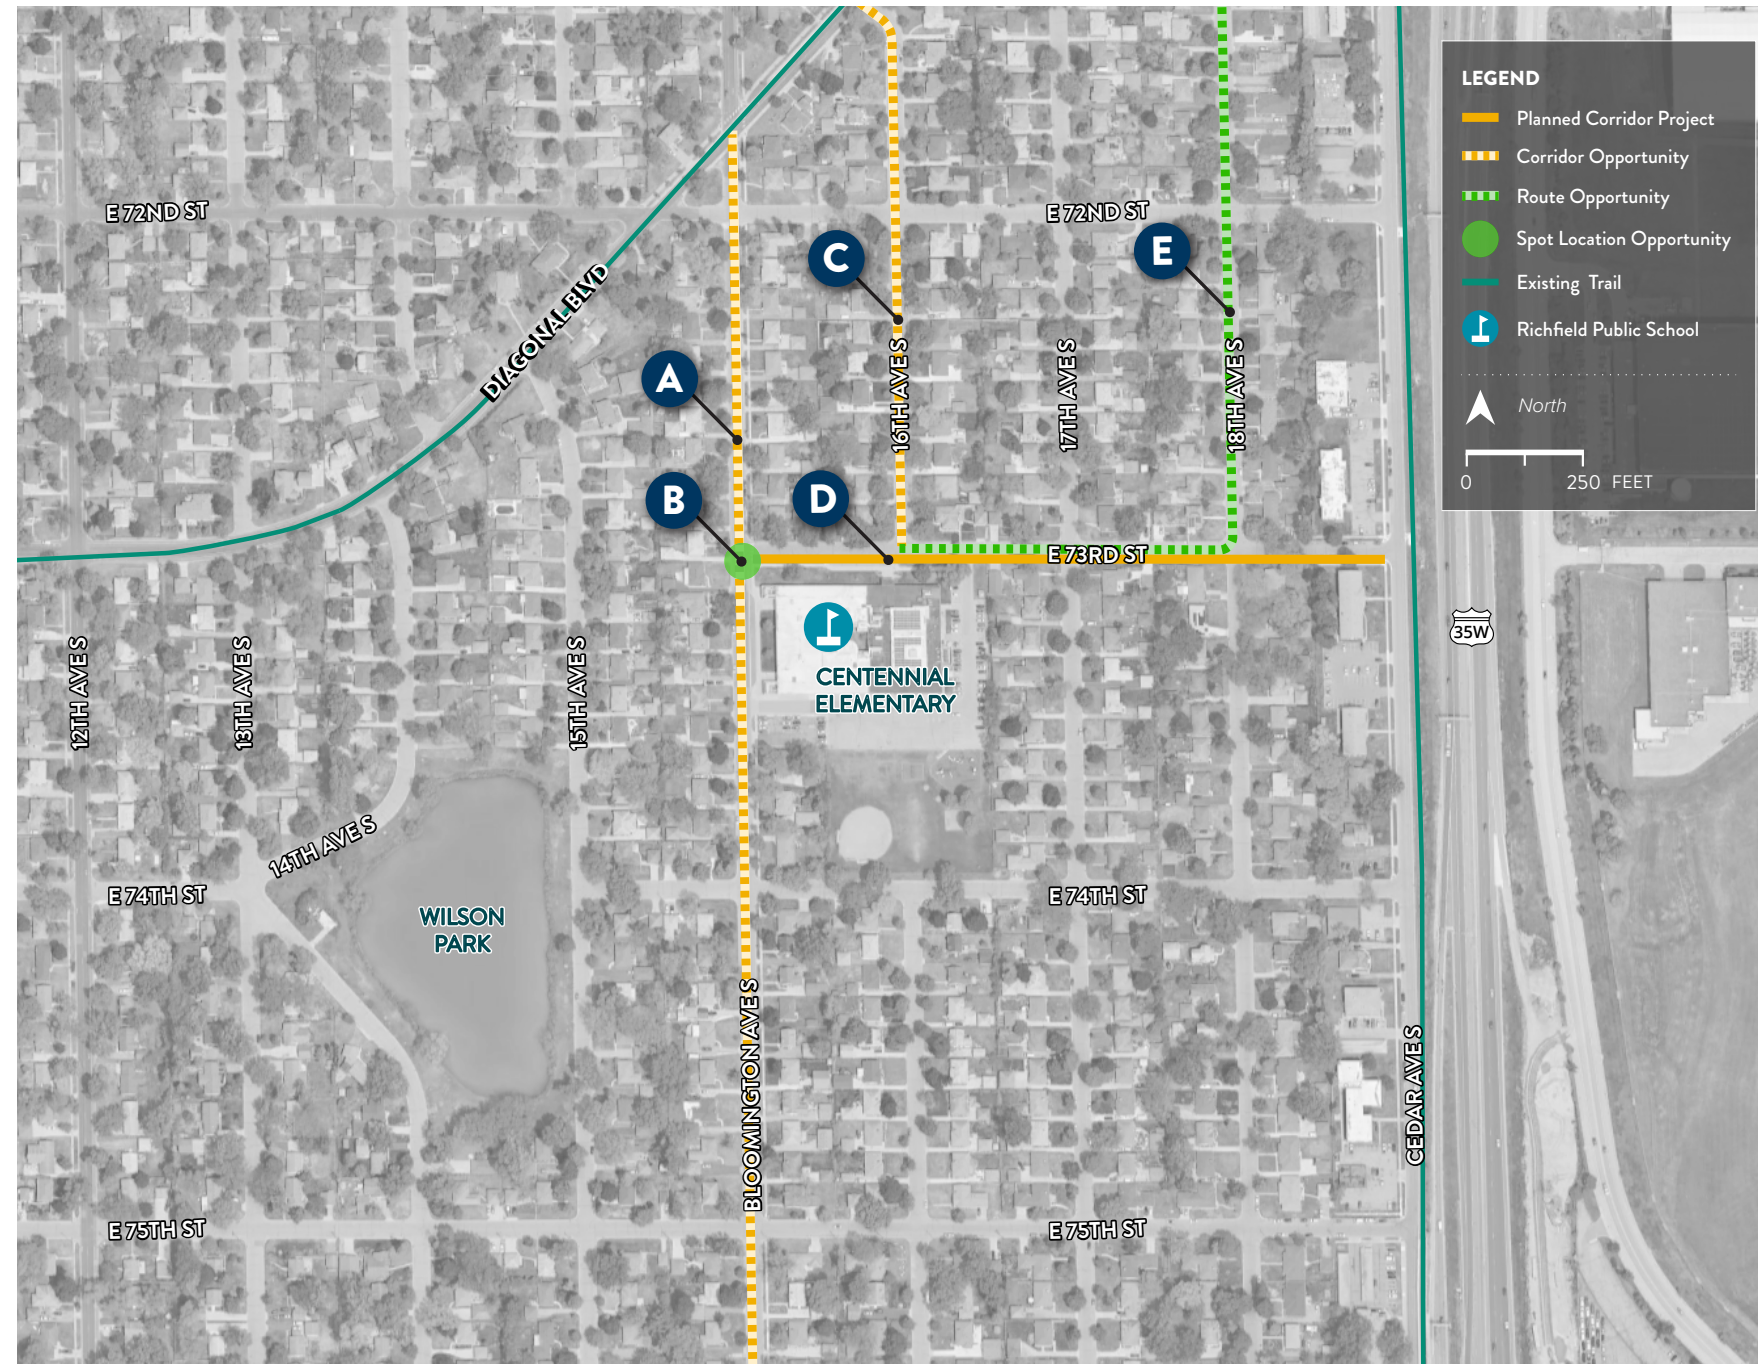 LEGEND
Planned Corridor Project
Corridor Opportunity
Route Opportunity
Spot Location Opportunity
Existing Trail
Richfield Public School
North
0 250 FEET
E 72ND ST
E 72ND ST
DIAGONAL BLVD
A
B
C
D
E
16TH AVE S
17TH AVE S
18TH AVE S
E 73RD ST
35W
12TH AVE S
13TH AVE S
15TH AVE S
CENTENNIAL
ELEMENTARY
14TH AVE S
E 74TH ST
E 74TH ST
WILSON
PARK
BLOOMINGTON AVE S
CEDAR AVE S
E 75TH ST
E 75TH ST